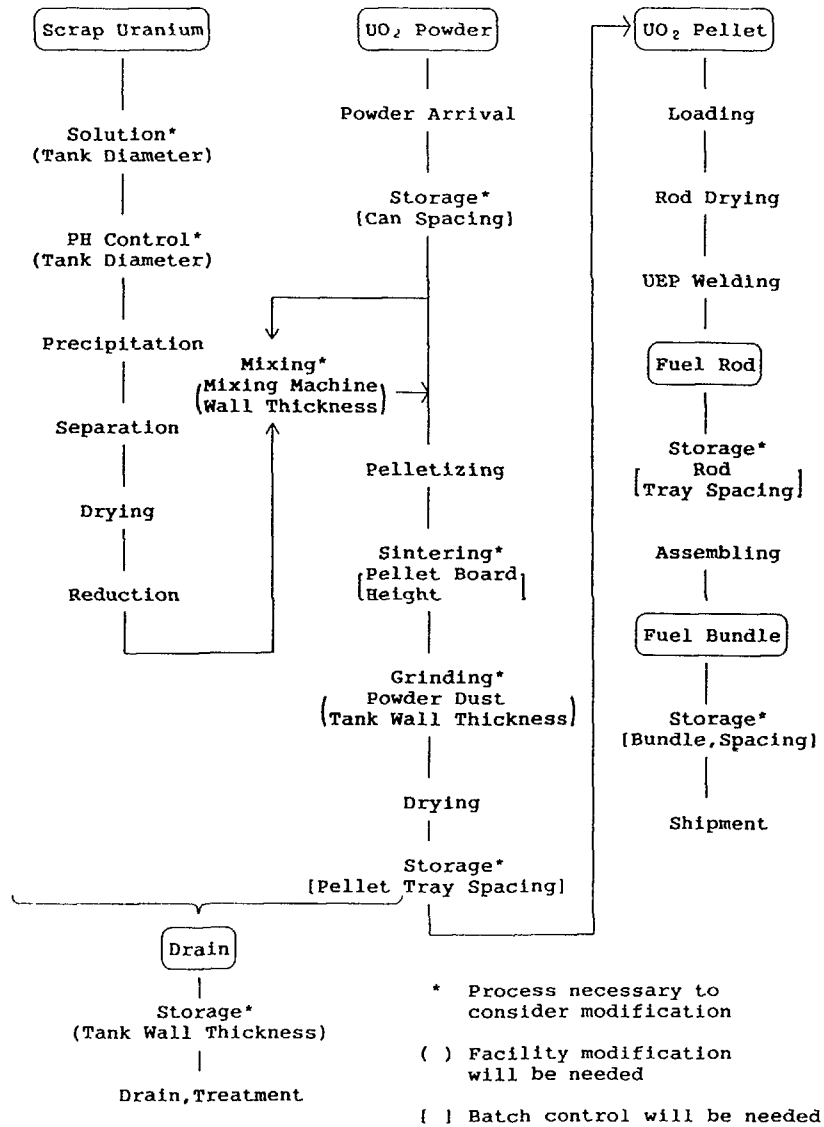 Scrap Uranium
Solution*
(Tank Diameter)
PH Control*
(Tank Diameter)
Precipitation
Separation
Drying
Reduction
UO2 Powder
Powder Arrival
Storage*
[Can Spacing]
Mixing*
(Mixing Machine
Wall Thickness)
Pelletizing
Sintering*
[Pellet Board
Height]
Grinding*
(Powder Dust
Tank Wall Thickness)
Drying
Storage*
[Pellet Tray Spacing]
UO2 Pellet
Loading
Rod Drying
UEP Welding
Fuel Rod
Storage*
[Rod
Tray Spacing]
Assembling
Fuel Bundle
Storage*
[Bundle,Spacing]
Shipment
Drain
Storage*
(Tank Wall Thickness)
Drain,Treatment
* Process necessary to
consider modification
( ) Facility modification
will be needed
[ ] Batch control will be needed